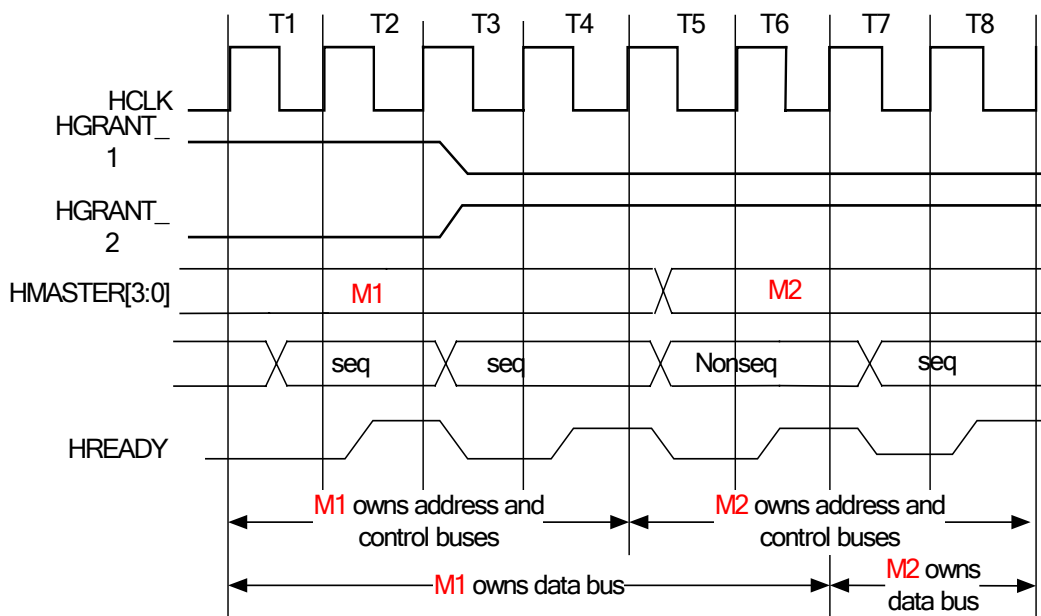 T1 T2 T3 T4 T5 T6 T7 T8
HCLK
HGRANT_
1
HGRANT_
2
HMASTER[3:0]
M1
M2
seq
seq
Nonseq
seq
HREADY
M1 owns address and
control buses
M2 owns address and
control buses
M1 owns data bus
M2 owns
data bus